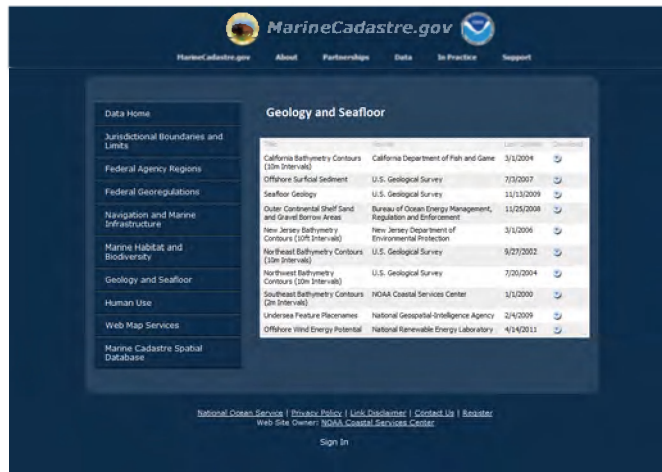 MarineCadastre.gov
MarineCadastre.gov About Partnerships Data In Practice Support
Data Home
Jurisdictional Boundaries and
Limits
Federal Agency Regions
Federal Georegulations
Navigation and Marine
Infrastructure
Marine Habitat and
Biodiversity
Geology and Seafloor
Human Use
Web Map Services
Marine Cadastre Spatial
Database
Geology and Seafloor
Title Source Last Update Download
California Bathymetry Contours
(10m Intervals) California Department of Fish and Game 3/1/2004
Offshore Surficial Sediment U.S. Geological Survey 7/3/2007
Seafloor Geology U.S. Geological Survey 11/13/2009
Outer Continental Shelf Sand
and Gravel Borrow Areas Bureau of Ocean Energy Management,
Regulation and Enforcement 11/25/2008
New Jersey Bathymetry
Contours (10ft Intervals) New Jersey Department of
Environmental Protection 3/1/2006
Northeast Bathymetry Contours
(10m Intervals) U.S. Geological Survey 9/27/2002
Northwest Bathymetry
Contours (10m Intervals) U.S. Geological Survey 7/20/2004
Southeast Bathymetry Contours
(2m Intervals) NOAA Coastal Services Center 1/1/2000
Undersea Feature Placenames National Geospatial-Intelligence Agency 2/4/2009
Offshore Wind Energy Potential National Renewable Energy Laboratory 4/14/2011
National Ocean Service | Privacy Policy | Link Disclaimer | Contact Us | Register
Web Site Owner: NOAA Coastal Services Center
Sign In